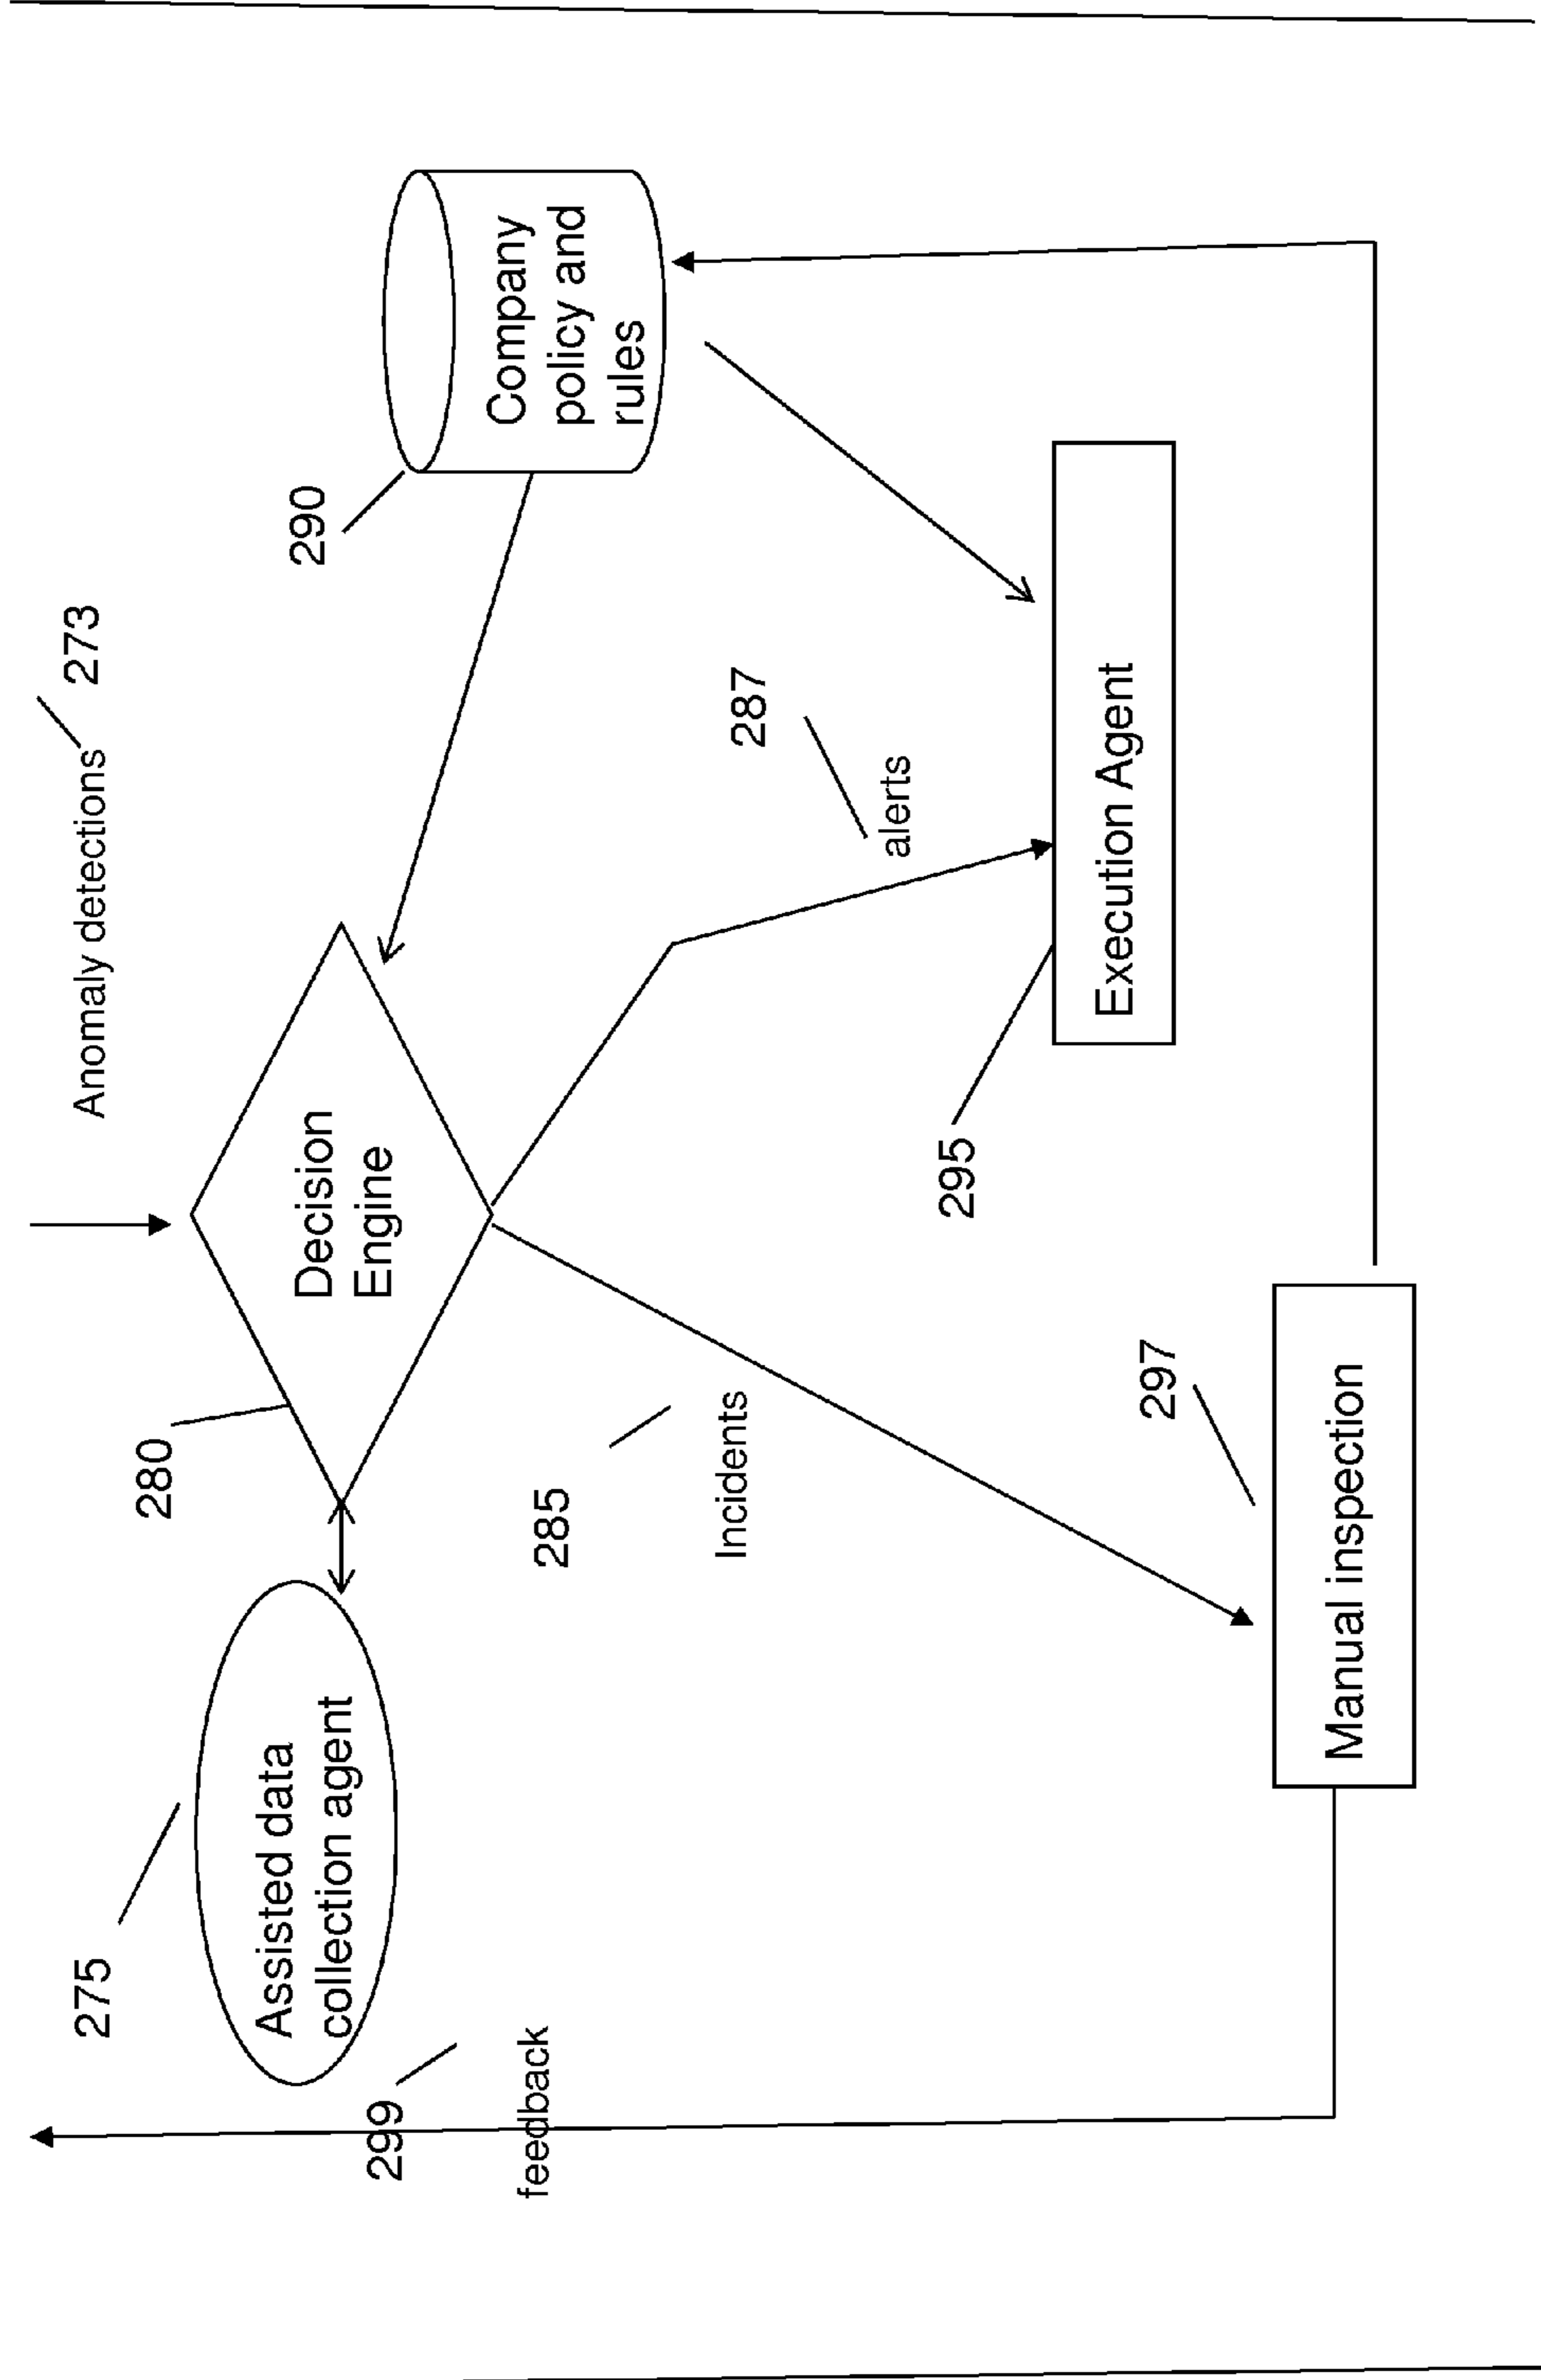 Anomaly detections
273
275
280
Assisted data
collection agent
Decision
Engine
290
Company
policy and
rules
299
feedback
285
Incidents
287
alerts
295
Execution Agent
297
Manual inspection